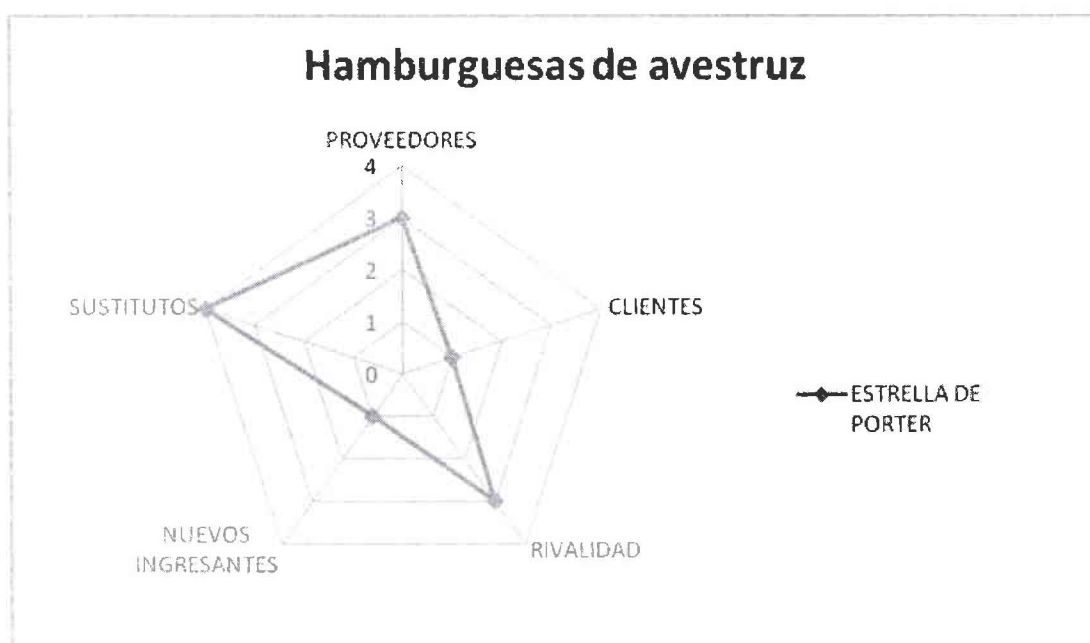 Hamburguesas de avestruz
PROVEEDORES
4
3
2
1
0
SUSTITUTOS
CLIENTES
ESTRELLA DE
PORTER
NUEVOS
INGRESANTES
RIVALIDAD